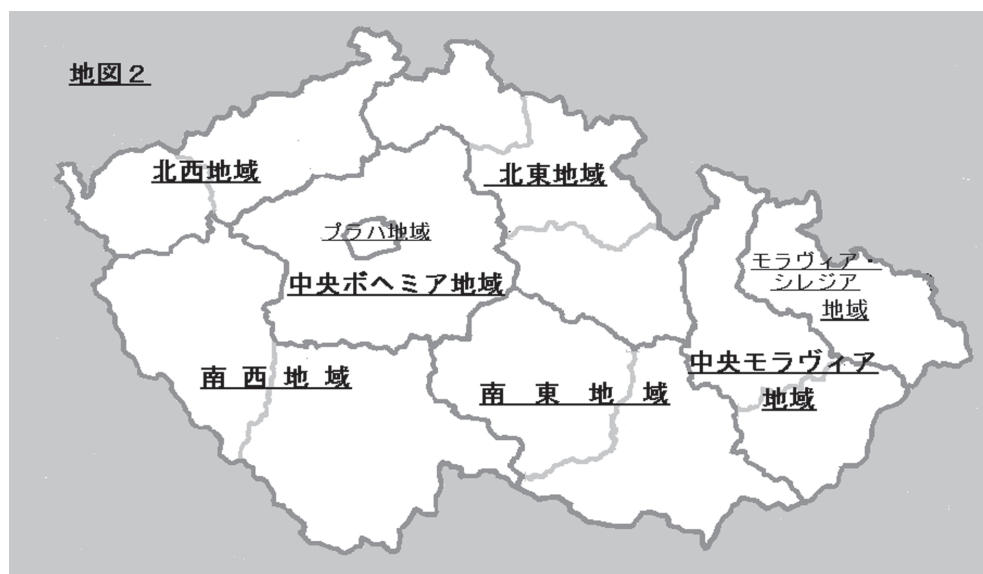 地図２
北西地域
北東地域
プラハ地域
中央ボヘミア地域
モラヴィア・
シレジア
地域
南西地域
南東地域
中央モラヴィア
地域